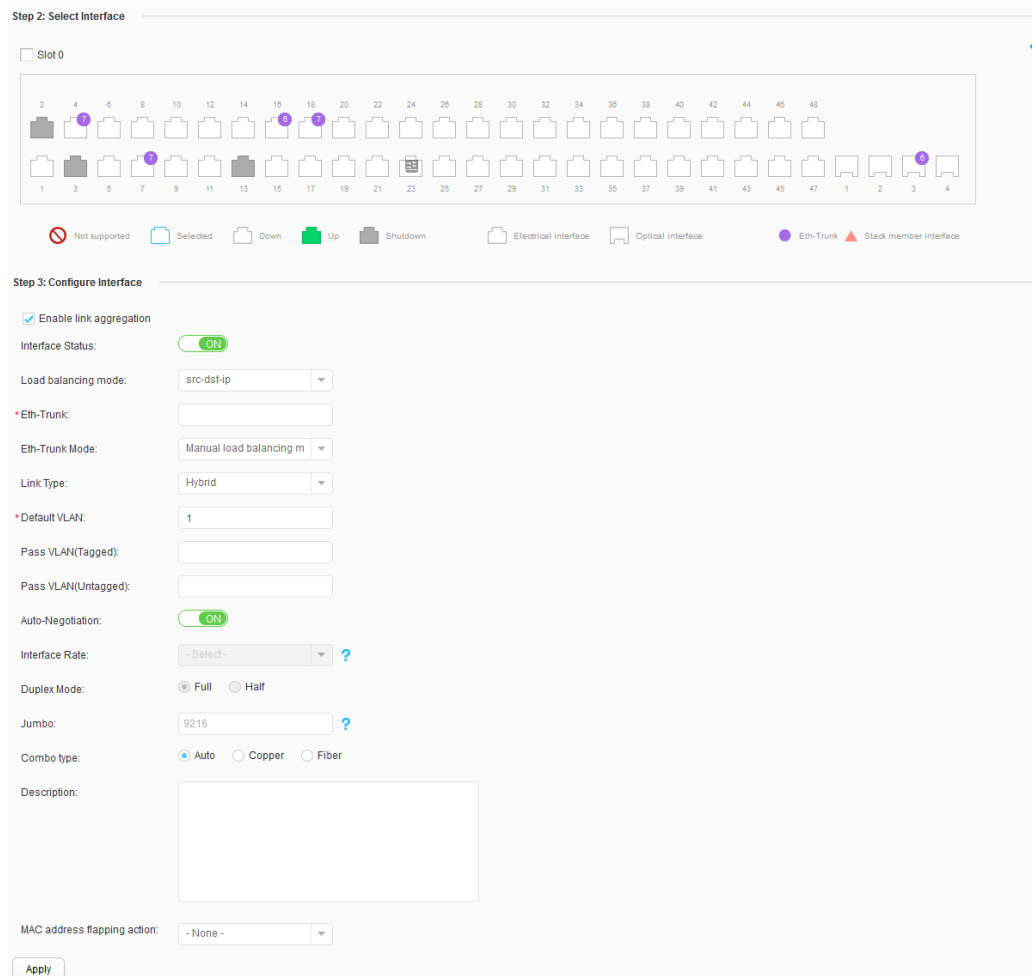 Step 2: Select Interface
Slot 0
2 4 6 8 10 12 14 16 18 20 22 24 26 28 30 32 34 36 38 40 42 44 46 48
7 6 7
7 6
1 3 5 7 9 11 13 15 17 19 21 23 25 27 29 31 33 35 37 39 41 43 45 47 1 2 3 4
Not supported Selected Down Up Shutdown Electrical interface Optical interface Eth-Trunk Stack member interface
Step 3: Configure Interface
Enable link aggregation
Interface Status: ON
Load balancing mode: src-dst-ip
*Eth-Trunk:
Eth-Trunk Mode: Manual load balancing m
Link Type: Hybrid
*Default VLAN: 1
Pass VLAN(Tagged):
Pass VLAN(Untagged):
Auto-Negotiation: ON
Interface Rate: - Select - ?
Duplex Mode: Full Half
Jumbo: 9216 ?
Combo type: Auto Copper Fiber
Description:
MAC address flapping action: - None -
Apply